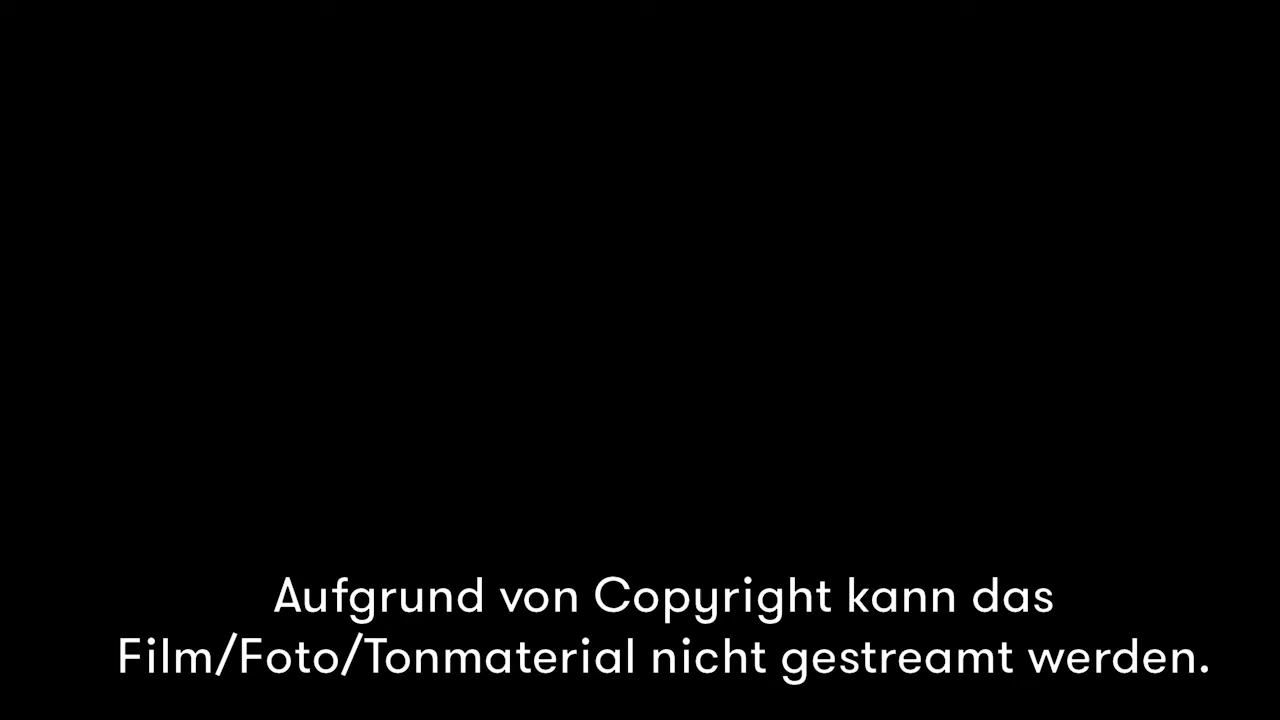 Aufgrund von Copyright kann das
Film/Foto/Tonmaterial nicht gestreamt werden.